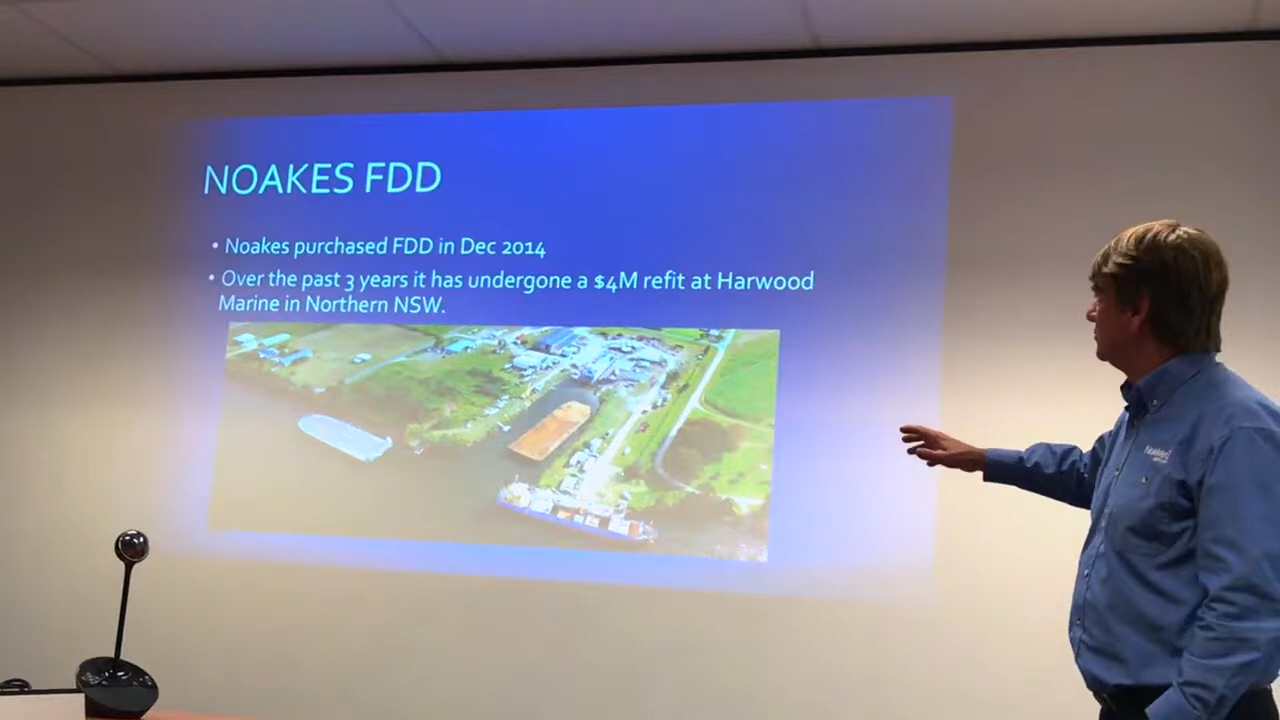 NOAKES FDD
• Noakes purchased FDD in Dec 2014
• Over the past 3 years it has undergone a $4M refit at Harwood
Marine in Northern NSW.
Noakes